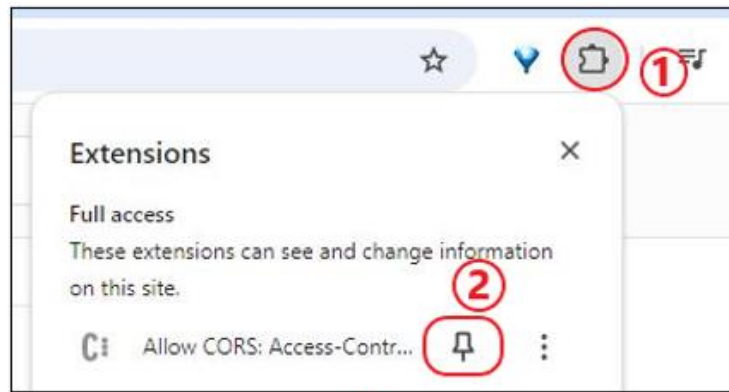 ①
Extensions
Full access
These extensions can see and change information
on this site.
②
C Allow CORS: Access-Contr...